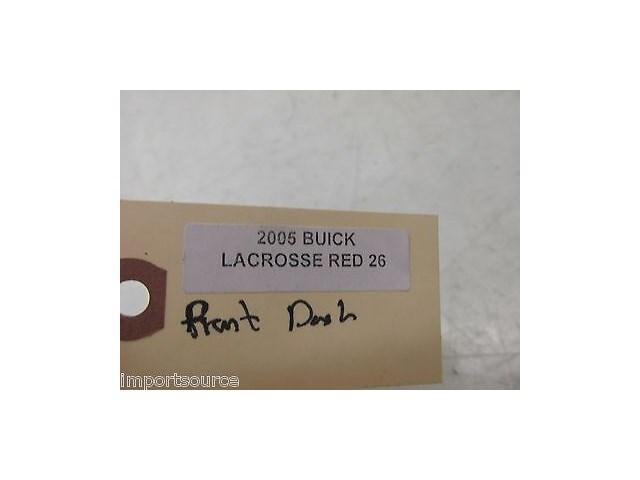 2005 BUICK
LACROSSE RED 26
Front Dash
importsource